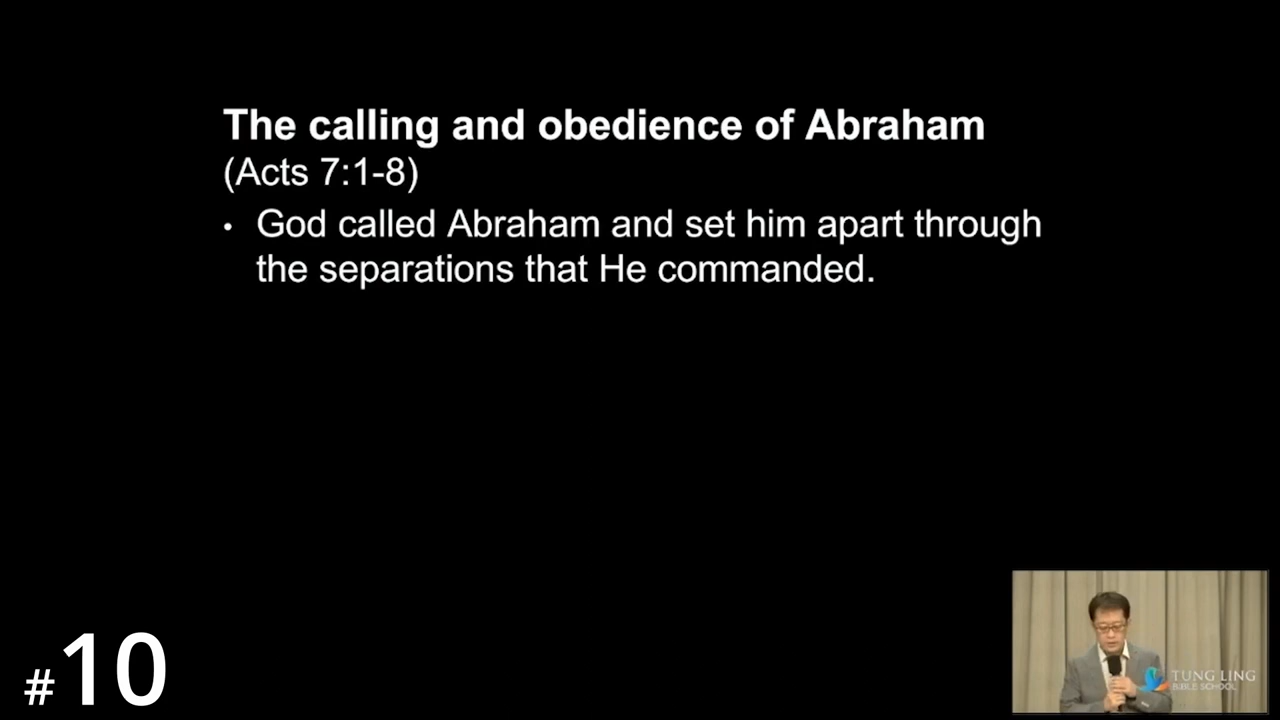 The calling and obedience of Abraham
(Acts 7:1-8)
• God called Abraham and set him apart through
the separations that He commanded.
#10
TUNG LING
BIBLE SCHOOL